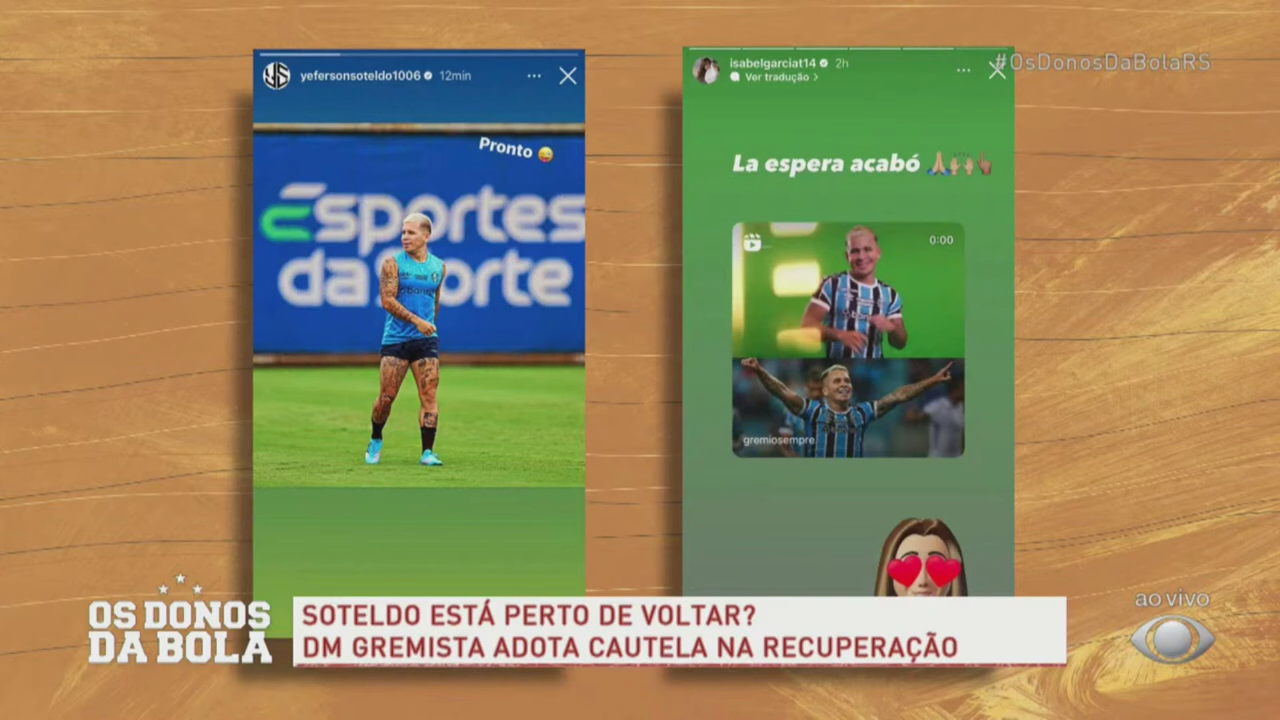 yefersonsoteldo1006 12min
Pronto 😄
Esportes
da Sorte
isabelgarciat14 2h
Ver tradução >
#OsDonosDaBolaRS
La espera acabó 🙏🏼🙌🏼👆🏽
0:00
gremiosempre
OS DONOS
DA BOLA
SOTELDO ESTÁ PERTO DE VOLTAR?
DM GREMISTA ADOTA CAUTELA NA RECUPERAÇÃO
ao vivo